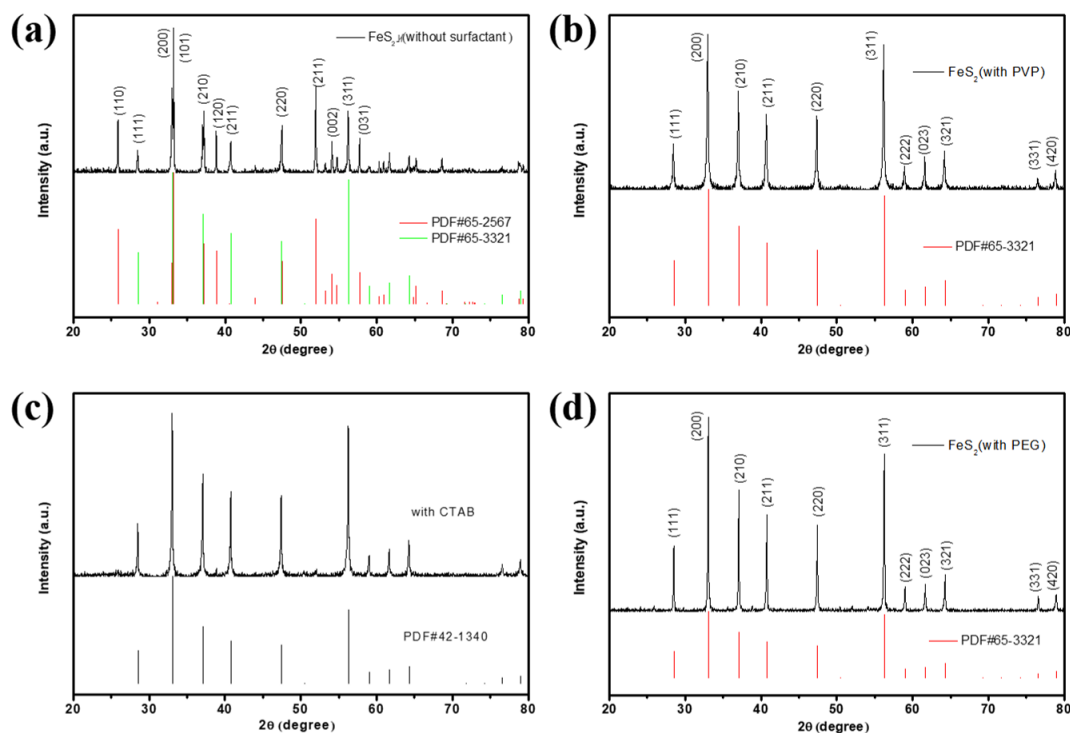 (a)
(200)
(101)
FeS2 (without surfactant)
(110)
(111)
(210)
(120)
(211)
(220)
(211)
(002)
(311)
(031)
Intensity (a.u.)
PDF#65-2567
PDF#65-3321
20 30 40 50 60 70 80
2θ (degree)
(b)
(200)
(311)
FeS2(with PVP)
(111)
(210)
(211)
(220)
(222)
(023)
(321)
(331)
(420)
Intensity (a.u.)
PDF#65-3321
20 30 40 50 60 70 80
2θ (degree)
(c)
with CTAB
Intensity (a.u.)
PDF#42-1340
20 30 40 50 60 70 80
2θ (degree)
(d)
(200)
(311)
FeS2(with PEG)
(111)
(210)
(211)
(220)
(222)
(023)
(321)
(331)
(420)
Intensity (a.u.)
PDF#65-3321
20 30 40 50 60 70 80
2θ (degree)